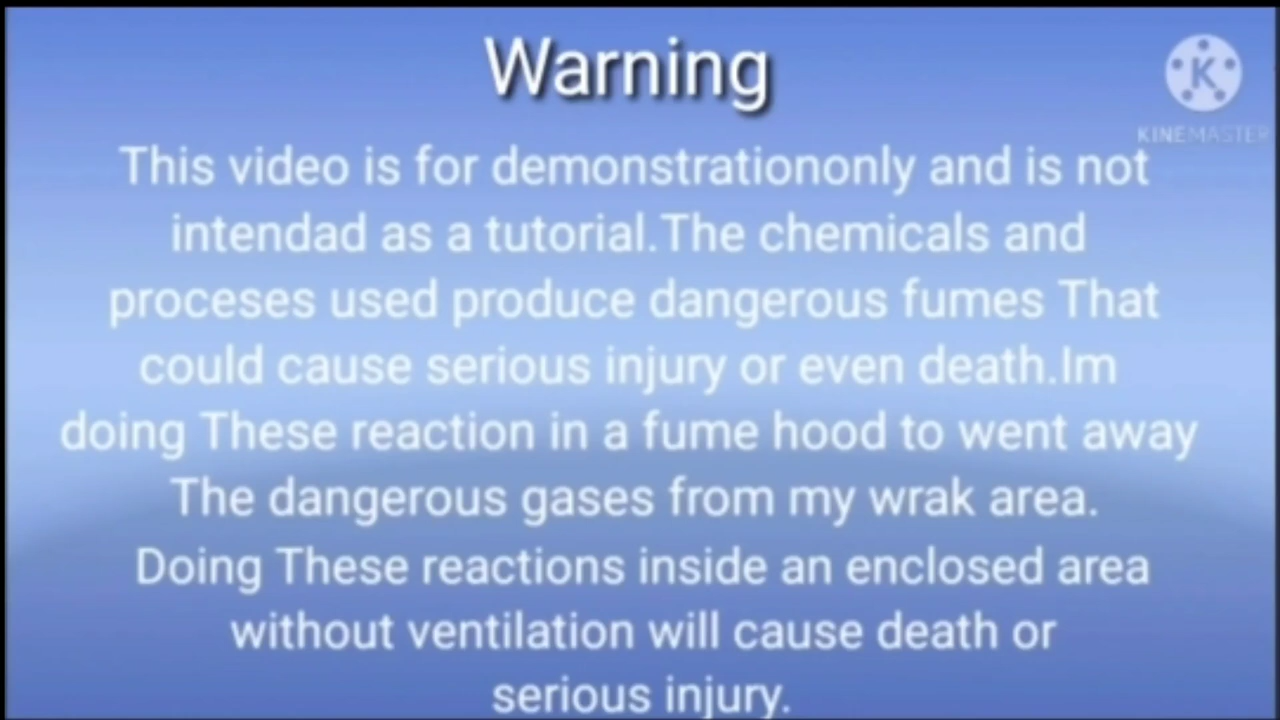 Warning
K
KINEMASTER
This video is for demonstrationonly and is not
intendad as a tutorial.The chemicals and
proceses used produce dangerous fumes That
could cause serious injury or even death.Im
doing These reaction in a fume hood to went away
The dangerous gases from my wrak area.
Doing These reactions inside an enclosed area
without ventilation will cause death or
serious injury.